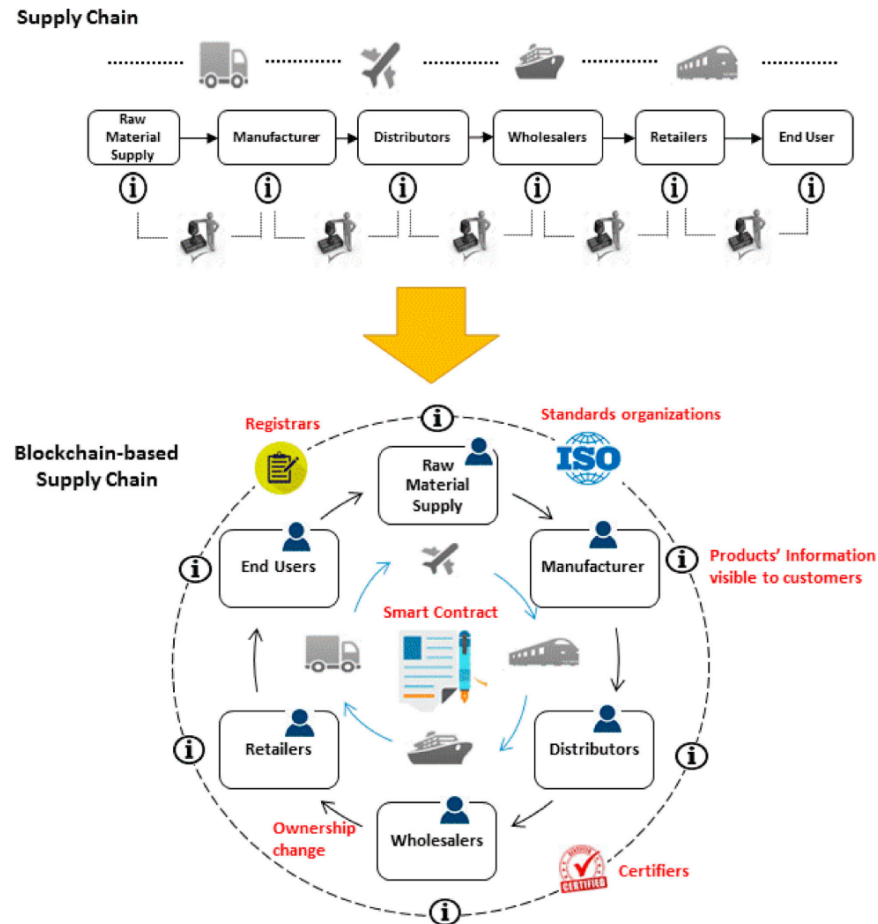 Supply Chain
Raw
Material
Supply
Manufacturer
Distributors
Wholesalers
Retailers
End User
i
i
i
i
i
i
Blockchain-based
Supply Chain
Registrars
i
Standards organizations
ISO
Raw
Material
Supply
End Users
i
Manufacturer
i
Products’ Information
visible to customers
Smart Contract
Retailers
i
Distributors
i
Ownership
change
Wholesalers
CERTIFIED
Certifiers
i